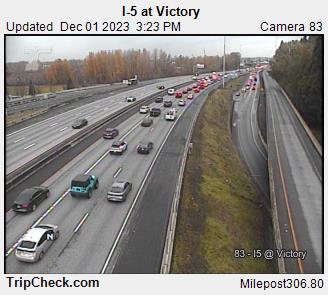 I-5 at Victory
Updated Dec 01 2023 3:23 PM Camera 83
83 - I5 @ Victory
TripCheck.com Milepost306.80